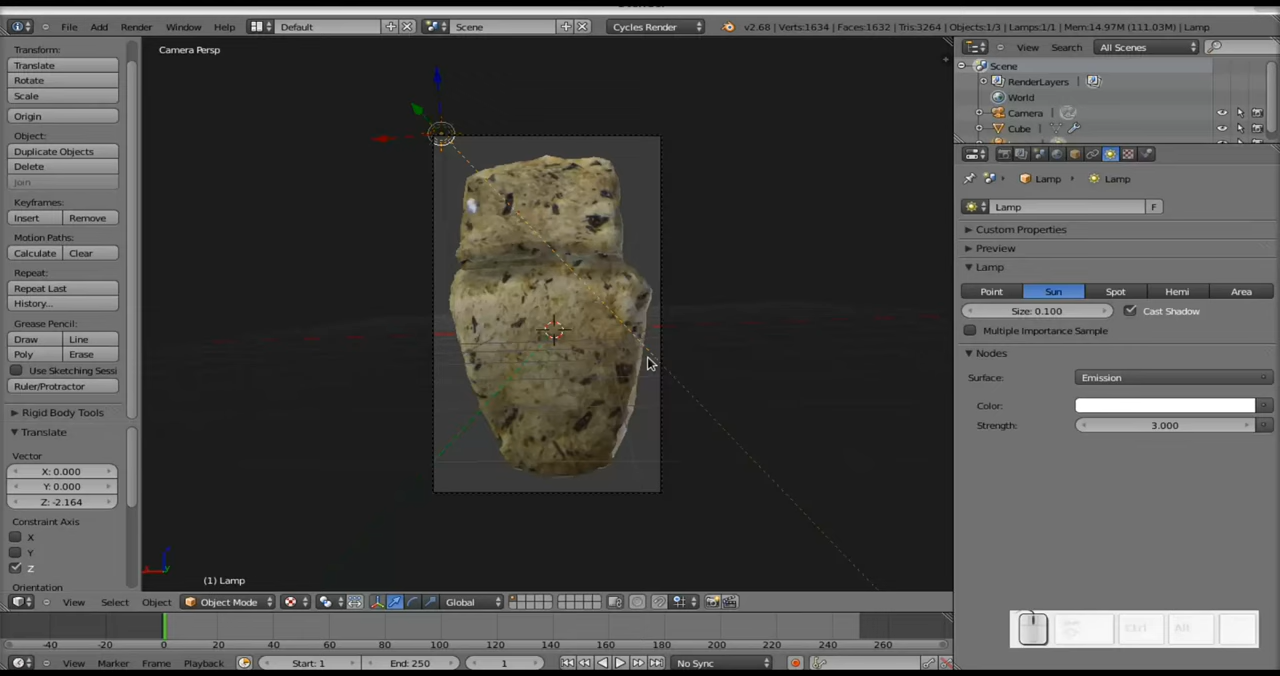 File Add Render Window Help Default Scene Cycles Render v2.68 | Verts:1634 | Faces:1632 | Tris:3264 | Objects:1/3 | Lamps:1/1 | Mem:14.97M (111.03M) | Lamp
Transform:
Translate
Rotate
Scale
Origin
Object:
Duplicate Objects
Delete
Join
Keyframes:
Insert Remove
Motion Paths:
Calculate Clear
Repeat:
Repeat Last
History...
Grease Pencil:
Draw Line
Poly Erase
Use Sketching Sessi
Ruler/Protractor
Rigid Body Tools
Translate
Vector
X: 0.000
Y: 0.000
Z: -2.164
Constraint Axis
X
Y
Z
Orientation
Camera Persp
(1) Lamp
View Select Object Object Mode Global
-40 -20 0 20 40 60 80 100 120 140 160 180 200 220 240 260
View Marker Frame Playback Start: 1 End: 250 1 No Sync
View Search All Scenes
Scene
RenderLayers
World
Camera
Cube
Lamp Lamp
Lamp F
Custom Properties
Preview
Lamp
Point Sun Spot Hemi Area
Size: 0.100 Cast Shadow
Multiple Importance Sample
Nodes
Surface: Emission
Color:
Strength: 3.000
Ctrl Alt